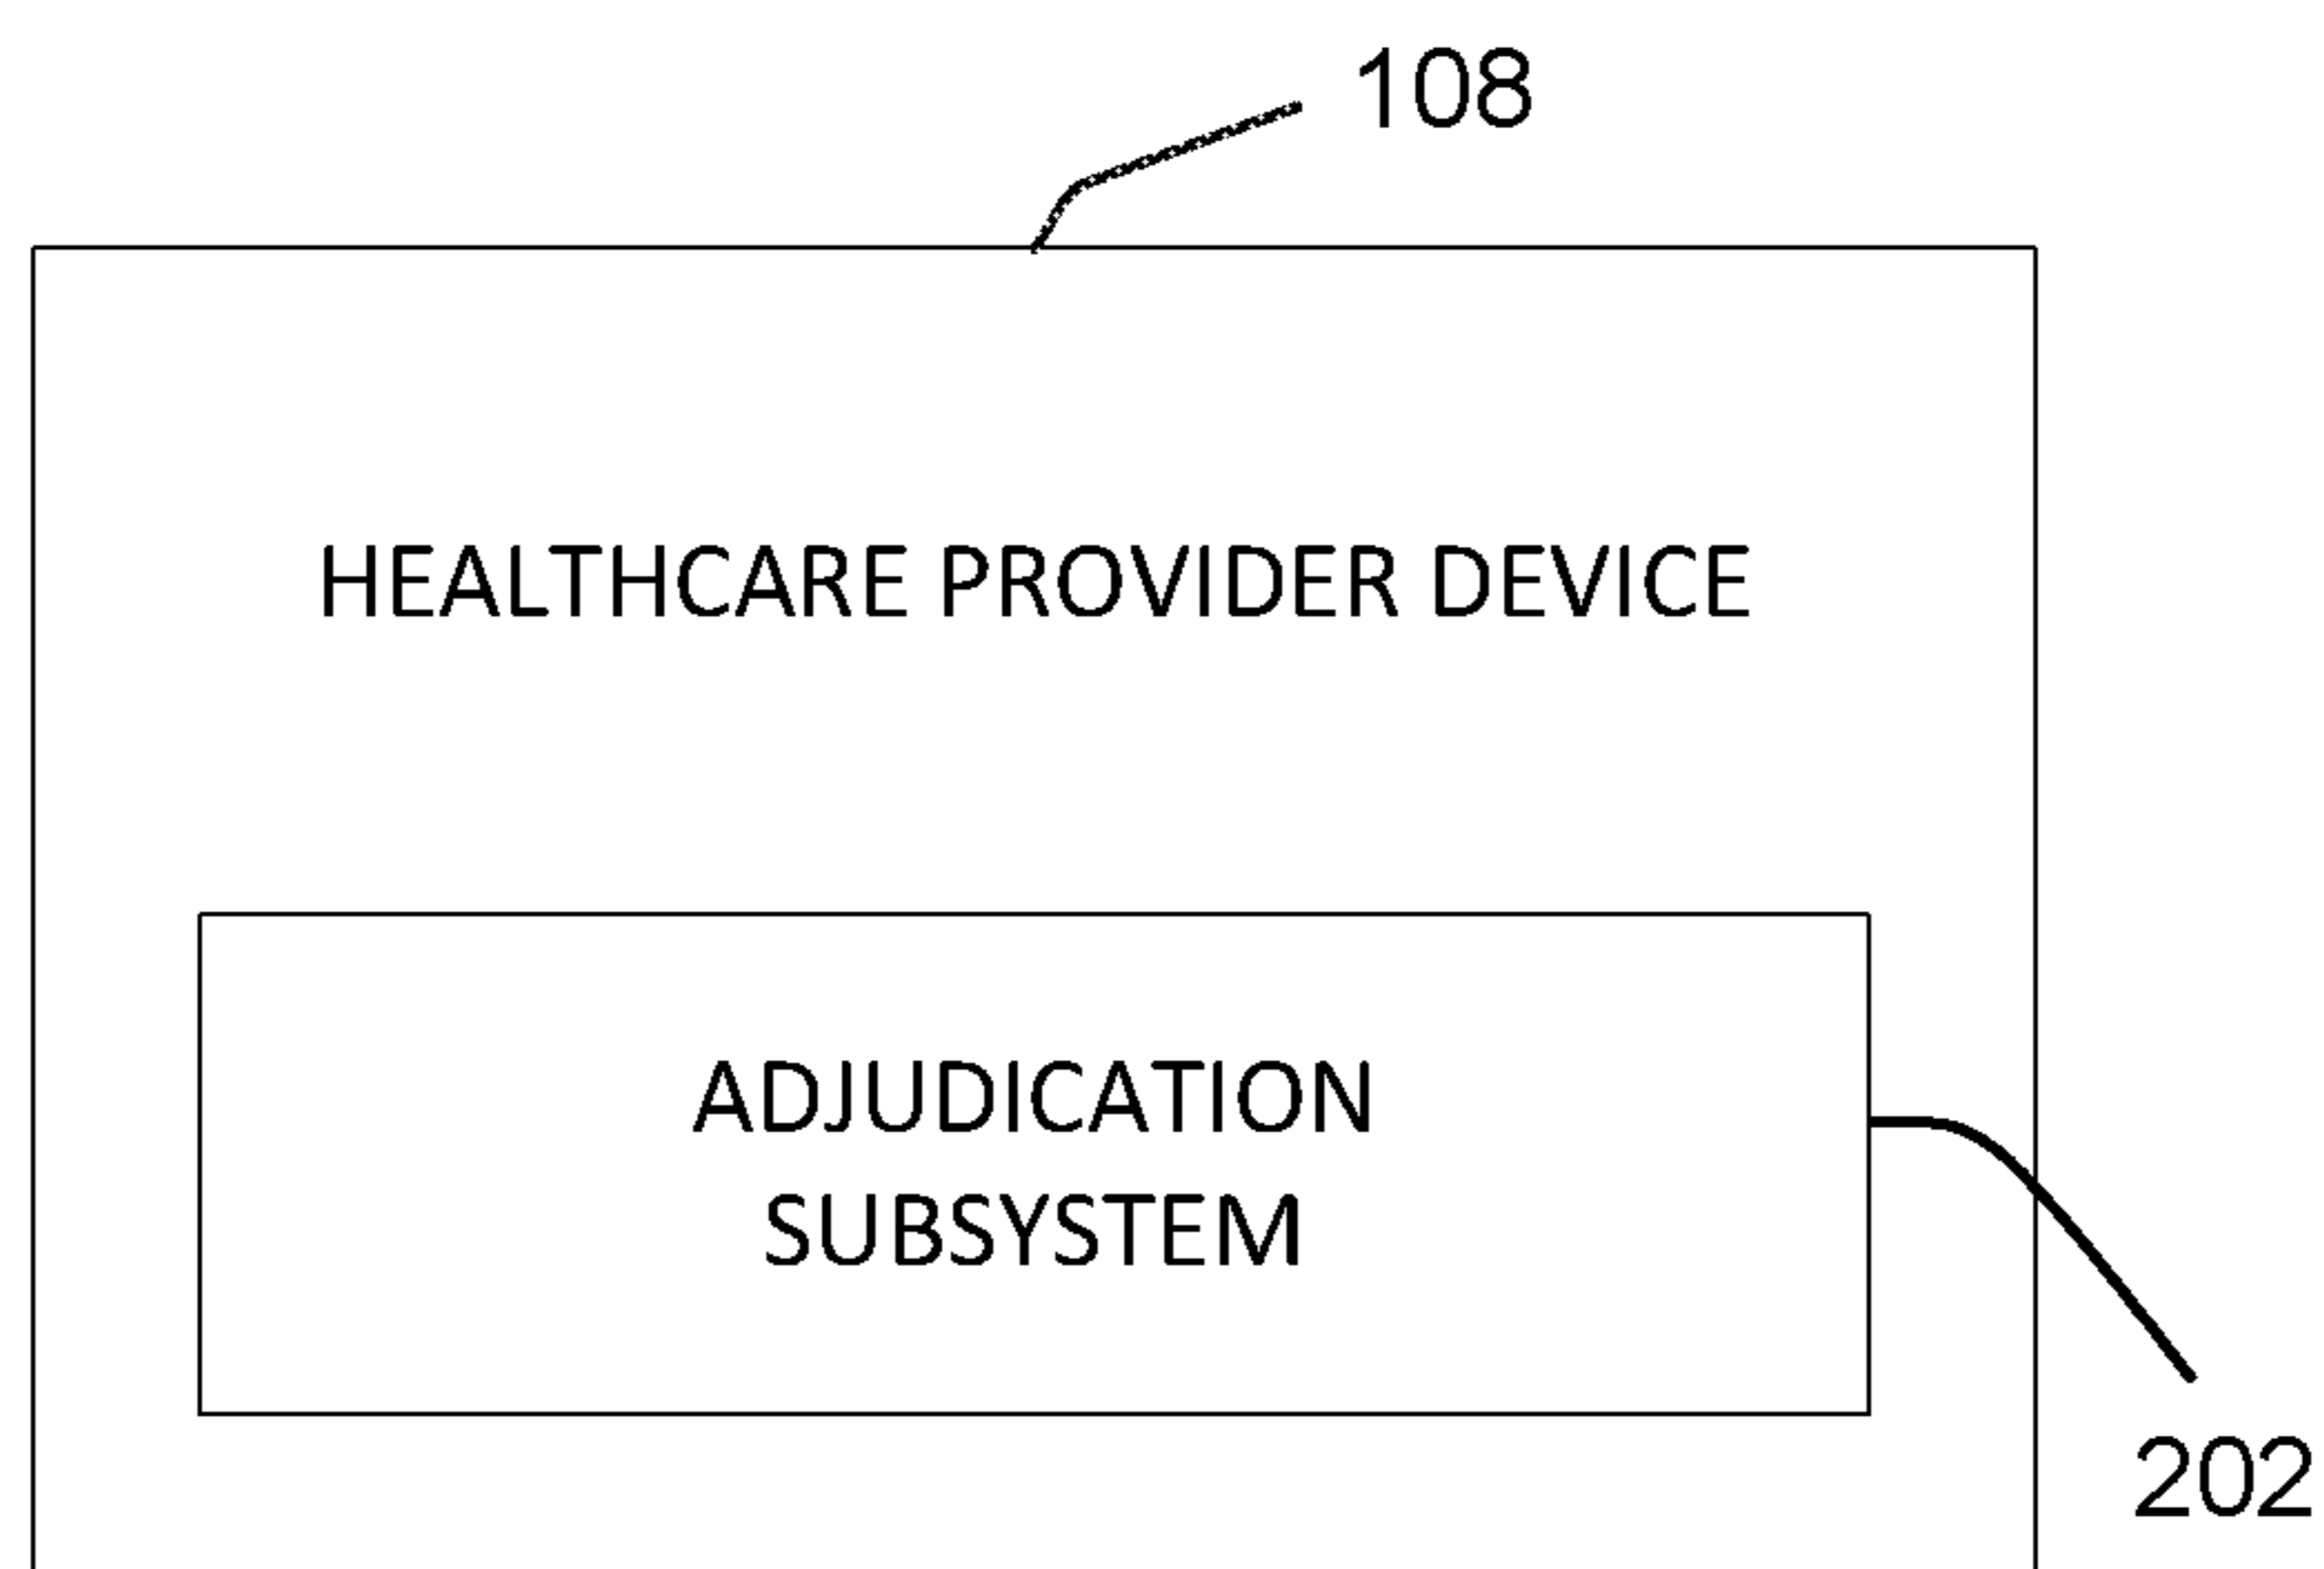 108
HEALTHCARE PROVIDER DEVICE
ADJUDICATION
SUBSYSTEM
202